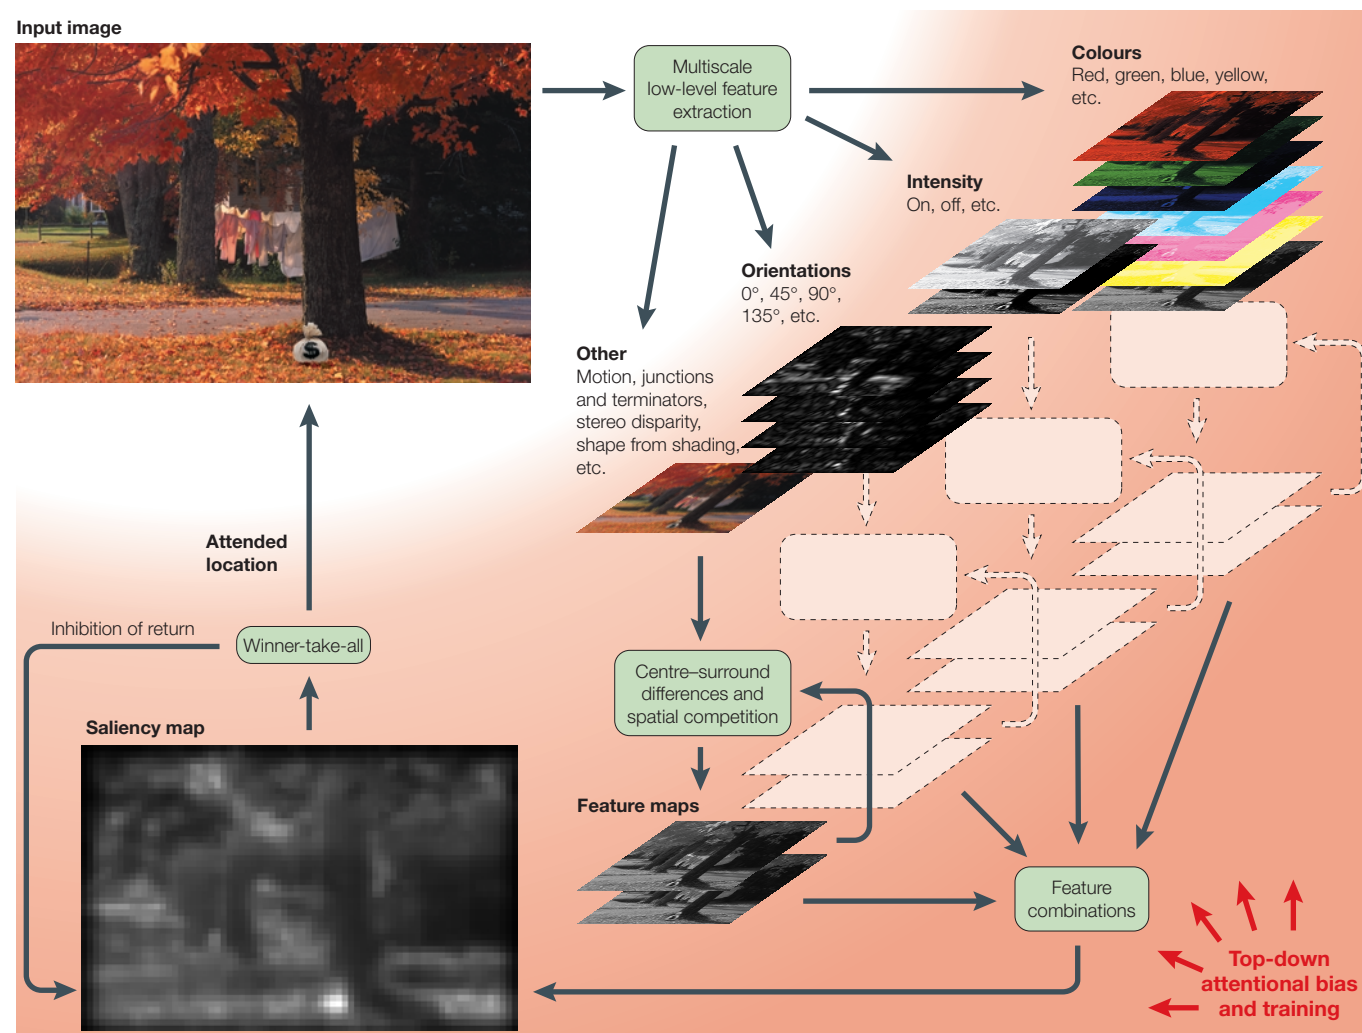 Input image
Multiscale
low-level feature
extraction
Colours
Red, green, blue, yellow,
etc.
Intensity
On, off, etc.
Orientations
0°, 45°, 90°,
135°, etc.
Other
Motion, junctions
and terminators,
stereo disparity,
shape from shading,
etc.
S
Attended
location
Inhibition of return
Winner-take-all
Centre–surround
differences and
spatial competition
Saliency map
Feature maps
Feature
combinations
Top-down
attentional bias
and training